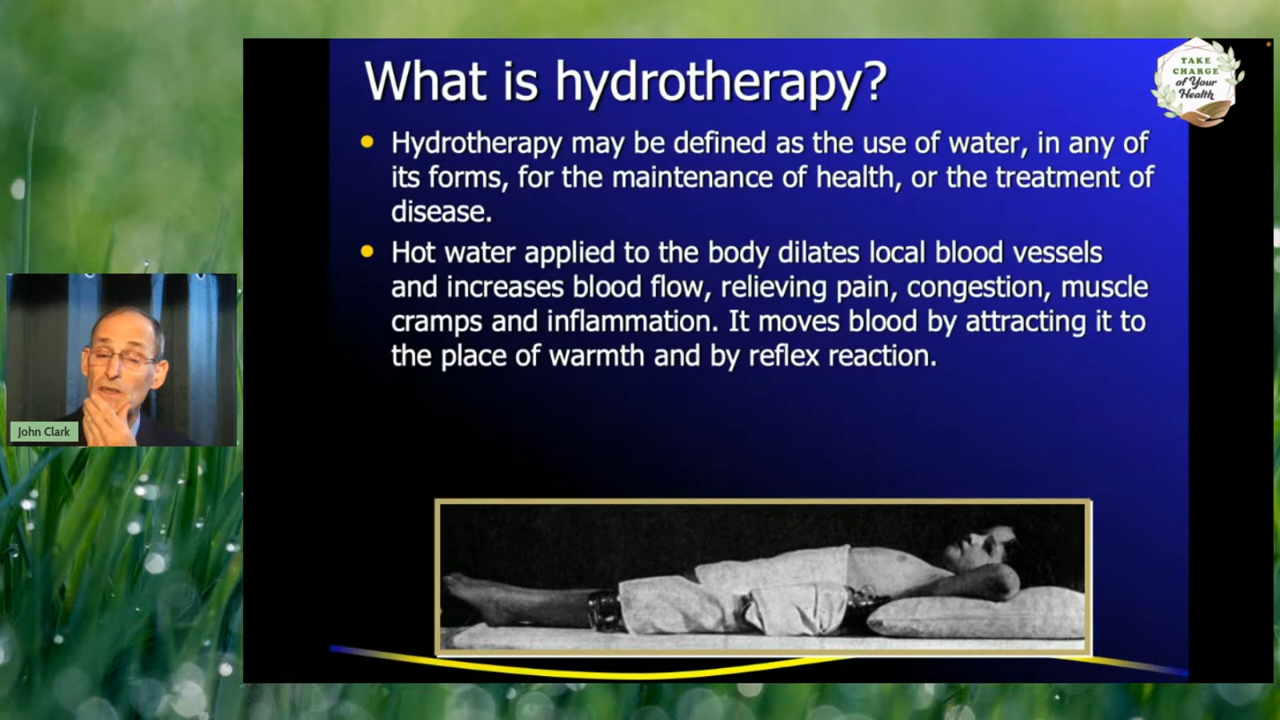 What is hydrotherapy?
Hydrotherapy may be defined as the use of water, in any of
its forms, for the maintenance of health, or the treatment of
disease.
Hot water applied to the body dilates local blood vessels
and increases blood flow, relieving pain, congestion, muscle
cramps and inflammation. It moves blood by attracting it to
the place of warmth and by reflex reaction.
TAKE
CHARGE
of Your
Health
John Clark